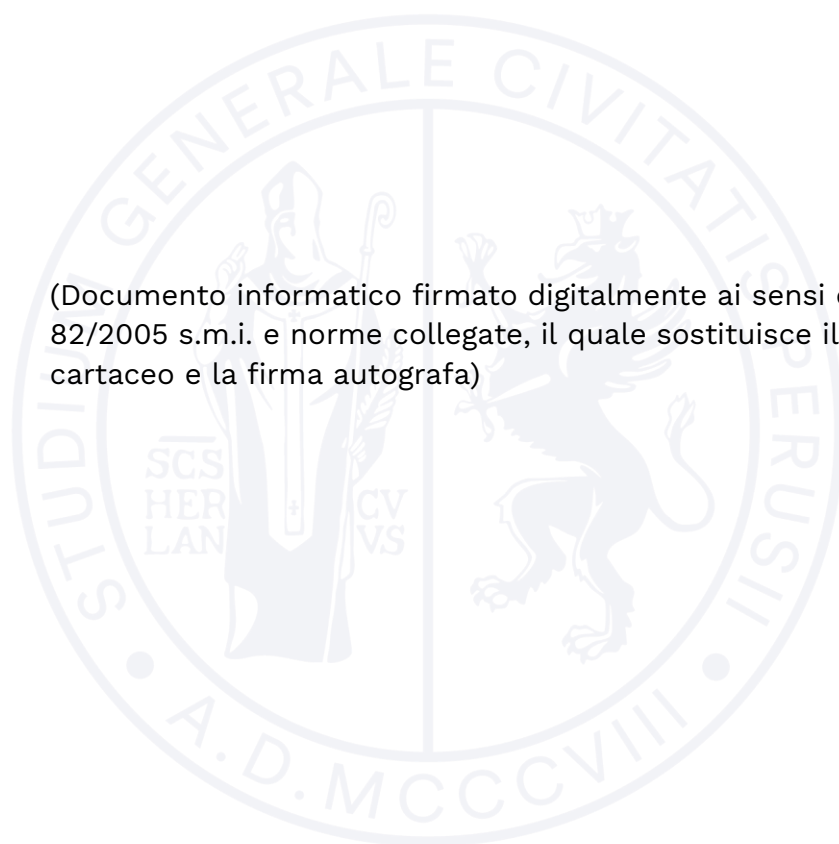 STUDIUM GENERALE CIVITATIS PERUSII
(Documento informatico firmato digitalmente ai sensi
82/2005 s.m.i. e norme collegate, il quale sostituisce il
cartaceo e la firma autografa)
SCS
HER CV
LAN VS
A.D. MCCCVIII